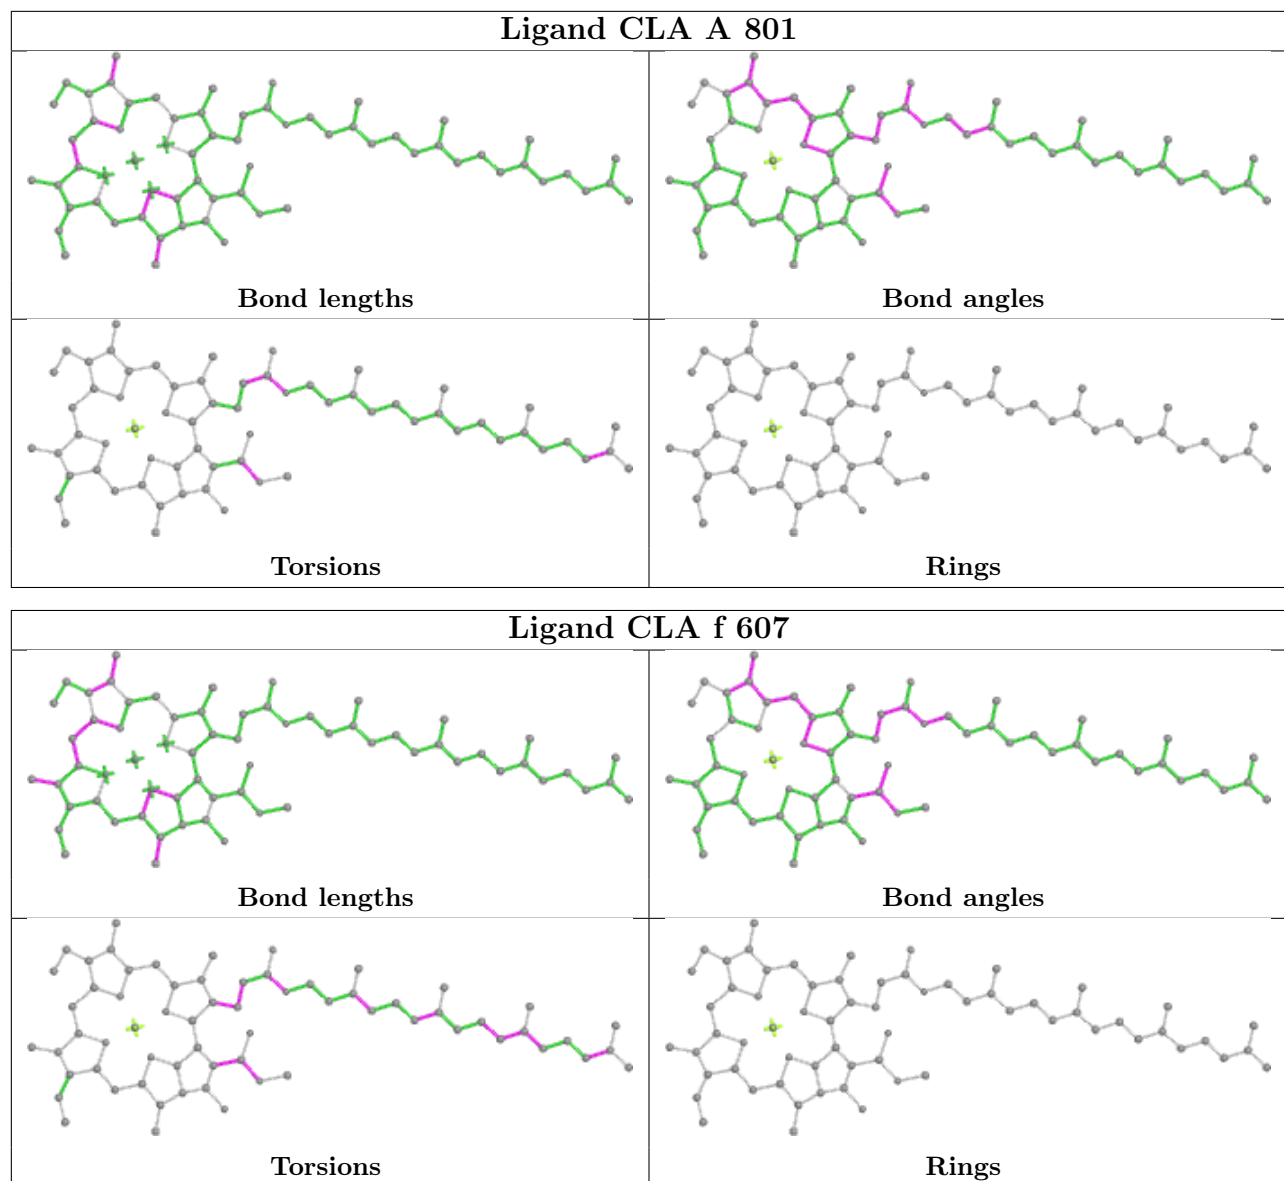 Ligand CLA A 801
Bond lengths
Bond angles
Torsions
Rings
Ligand CLA f 607
Bond lengths
Bond angles
Torsions
Rings